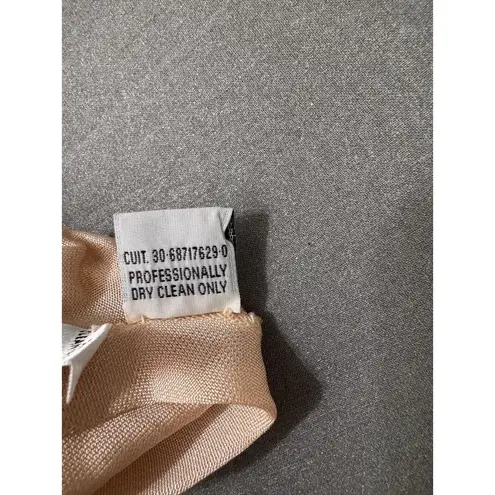 CUIT. 30-68717629-0
PROFESSIONALLY
DRY CLEAN ONLY